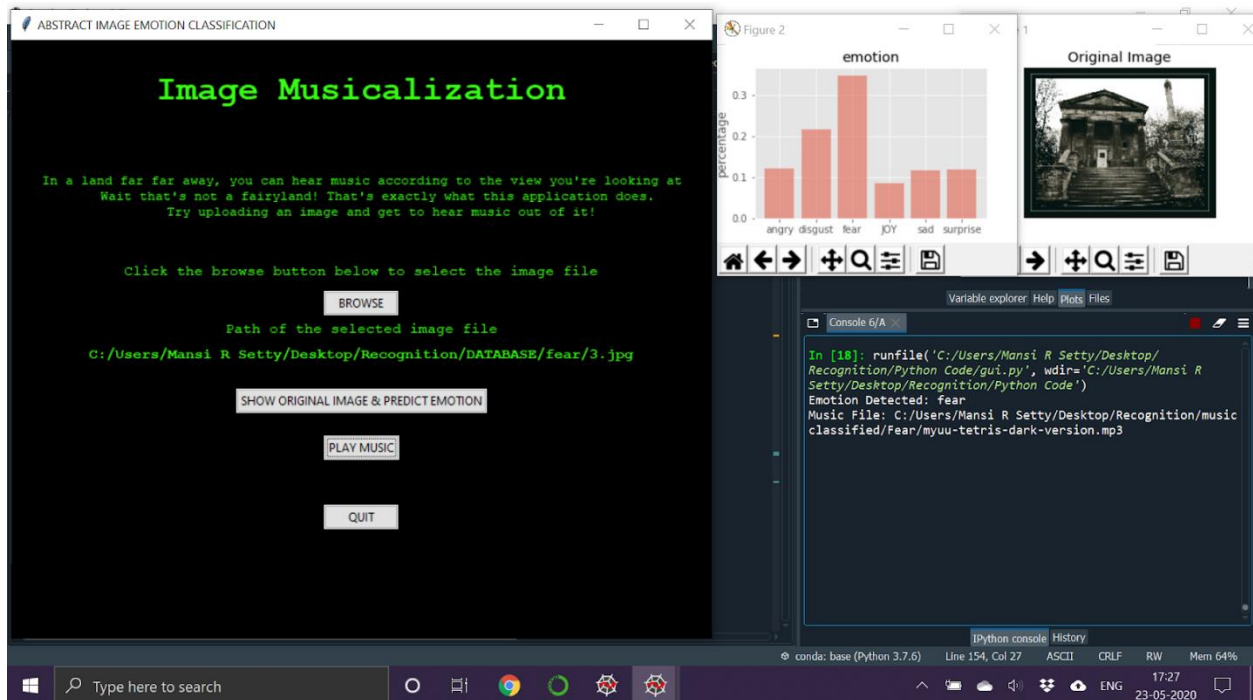 ABSTRACT IMAGE EMOTION CLASSIFICATION
Image Musicalization
In a land far far away, you can hear music according to the view you're looking at
Wait that's not a fairyland! That's exactly what this application does.
Try uploading an image and get to hear music out of it!
Click the browse button below to select the image file
BROWSE
Path of the selected image file
C:/Users/Mansi R Setty/Desktop/Recognition/DATABASE/fear/3.jpg
SHOW ORIGINAL IMAGE & PREDICT EMOTION
PLAY MUSIC
QUIT
Figure 2
emotion
percentage
0.3
0.2
0.1
0.0
angry disgust fear JOY sad surprise
1
Original Image
Variable explorer Help Plots Files
Console 6/A
In [18]: runfile('C:/Users/Mansi R Setty/Desktop/
Recognition/Python Code/gui.py', wdir='C:/Users/Mansi R
Setty/Desktop/Recognition/Python Code')
Emotion Detected: fear
Music File: C:/Users/Mansi R Setty/Desktop/Recognition/music
classified/Fear/myuu-tetris-dark-version.mp3
IPython console History
conda: base (Python 3.7.6) Line 154, Col 27 ASCII CRLF RW Mem 64%
Type here to search
ENG
17:27
23-05-2020